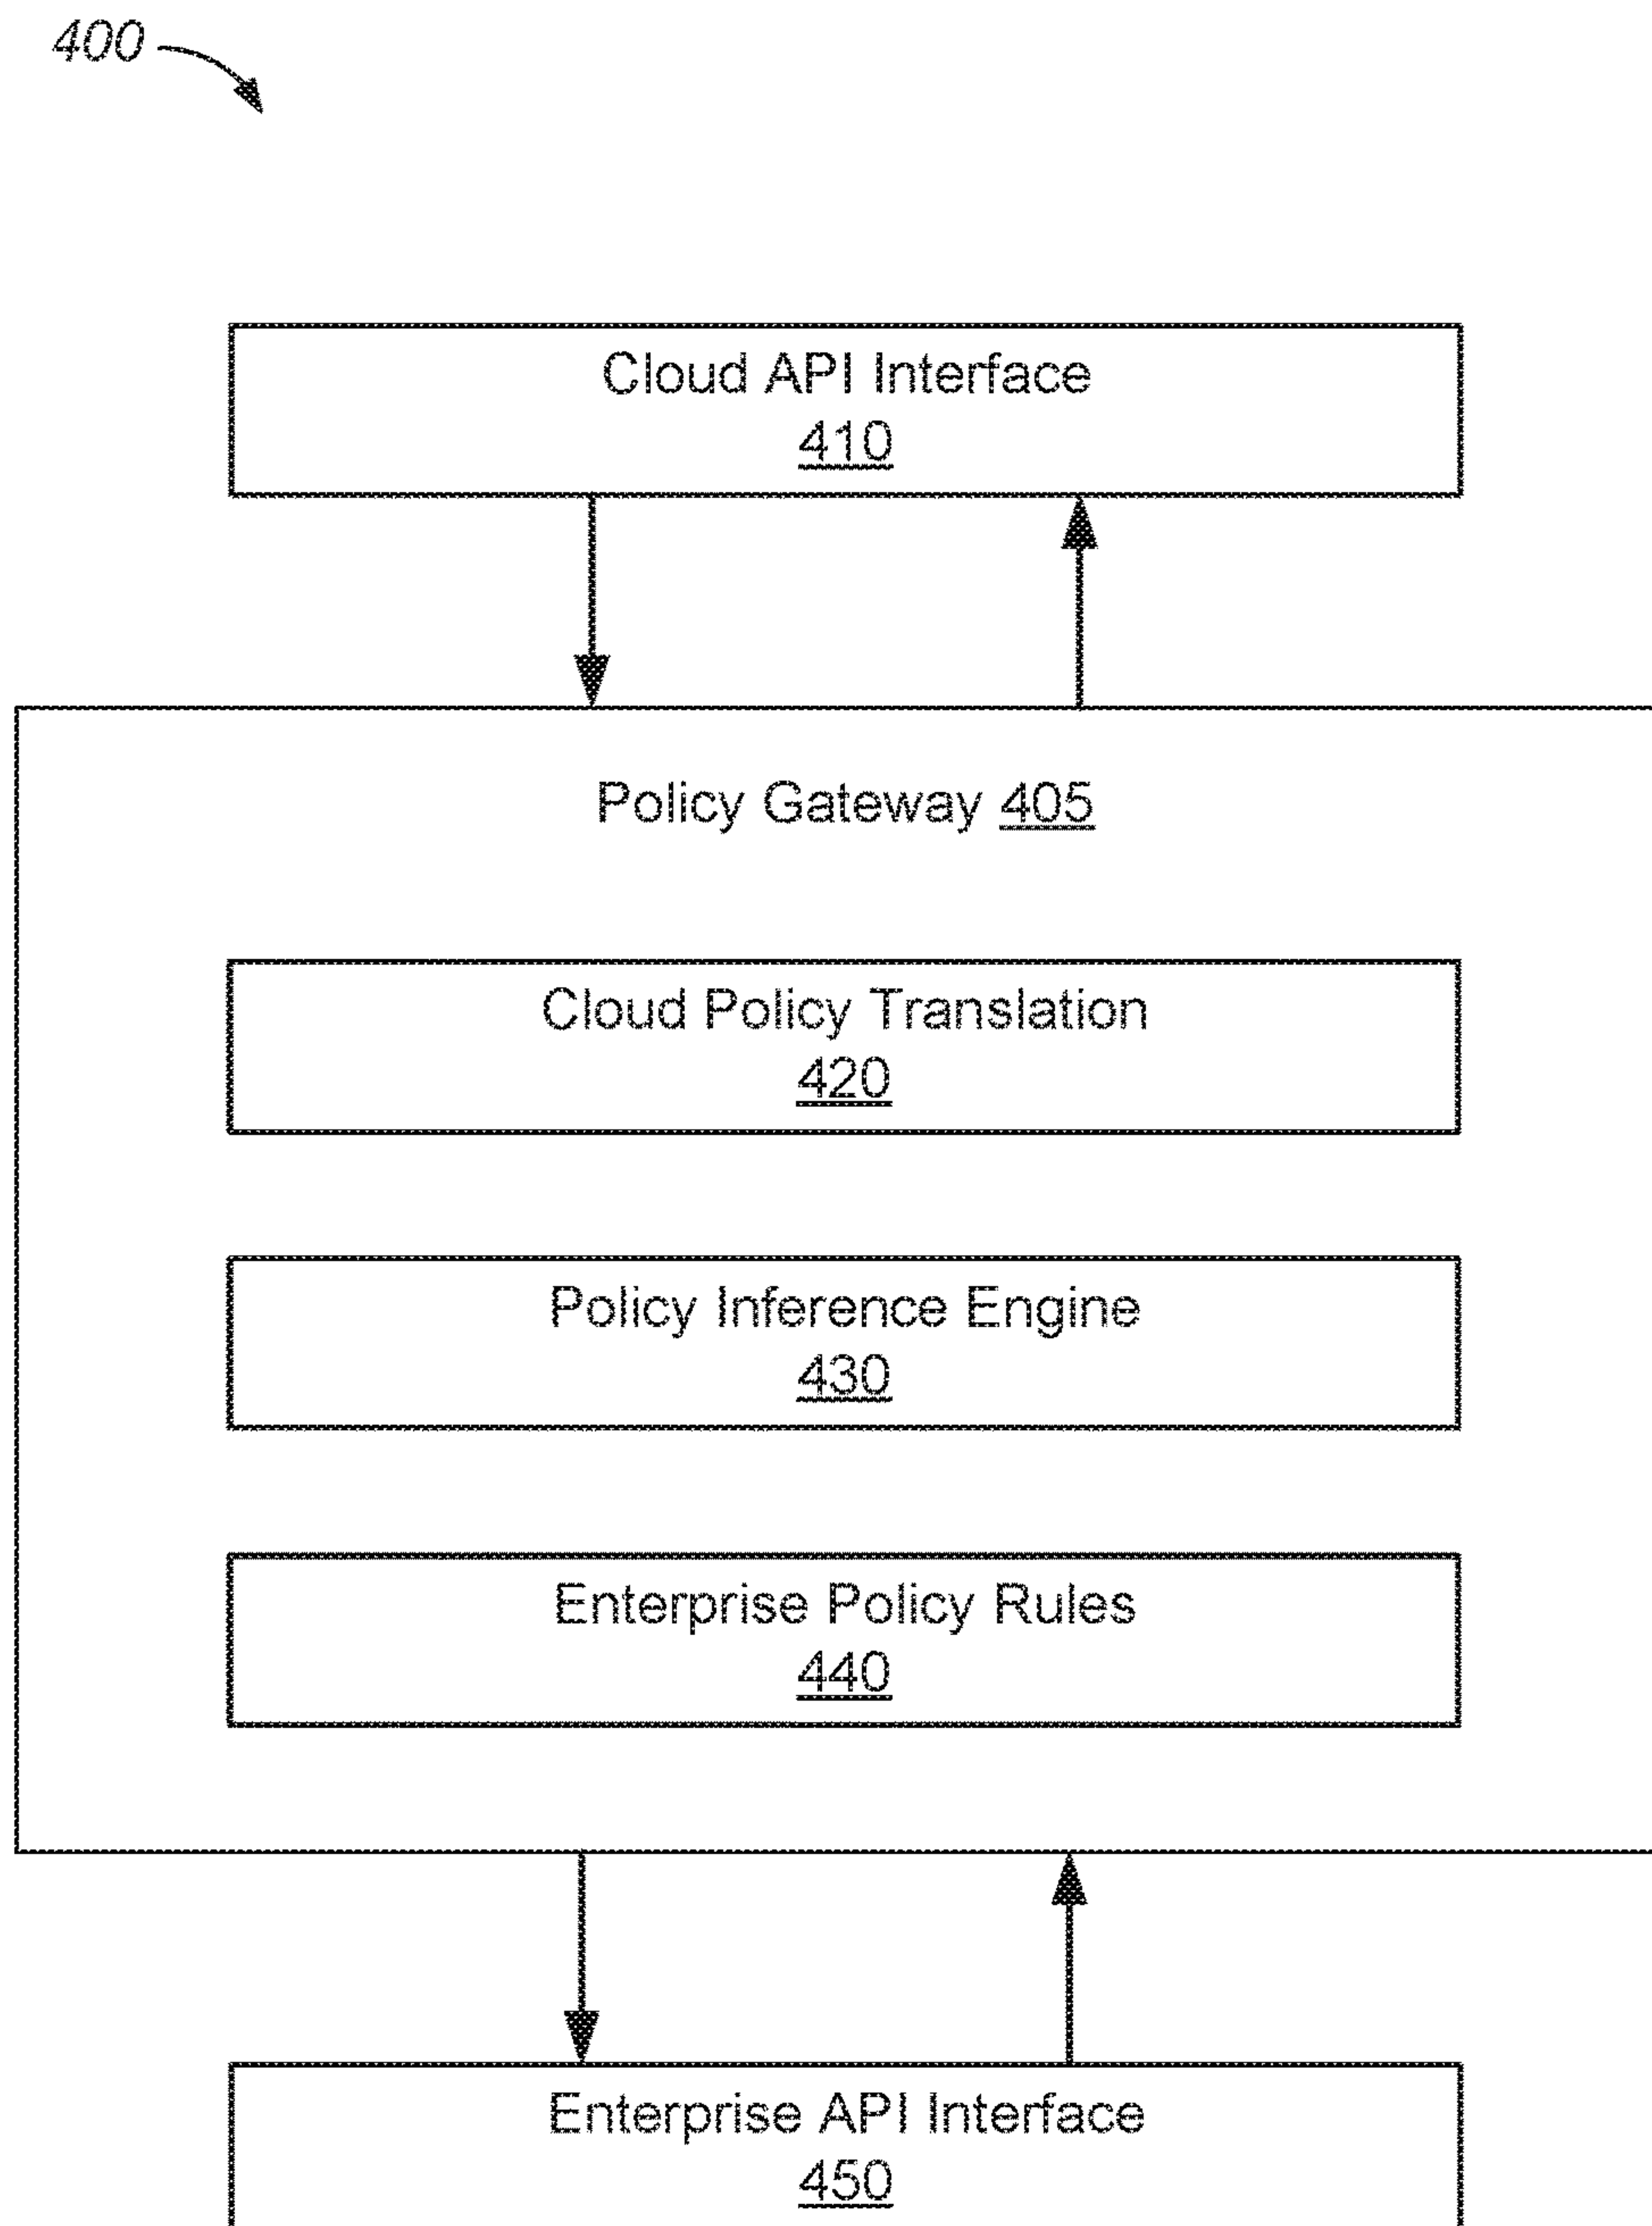 400
Cloud API Interface
410
Policy Gateway 405
Cloud Policy Translation
420
Policy Inference Engine
430
Enterprise Policy Rules
440
Enterprise API Interface
450